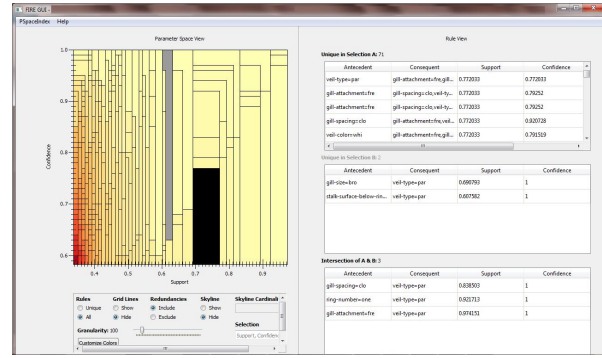 FIRE GUI -
PSpaceIndex Help
Parameter Space View
Confidence
1.0
0.9
0.8
0.7
0.6
0.4 0.5 0.6 0.7 0.8 0.9
Support
Rules Grid Lines Redundancies Skyline Skyline Cardinali
Unique Show Include Show
All Hide Exclude Hide
Granularity: 100
Selection
Support, Confiden
Customize Colors
Rule View
Unique in Selection A: 71
Antecedent Consequent Support Confidence
veil-type=par gill-attachment=fre,gill... 0.772033 0.772033
gill-attachment=fre gill-spacing=clo,veil-ty... 0.772033 0.79252
gill-attachment=fre gill-spacing=clo,veil-ty... 0.772033 0.79252
gill-spacing=clo gill-attachment=fre,veil... 0.772033 0.920728
veil-color=whi gill-attachment=fre,gill... 0.772033 0.791519
Unique in Selection B: 2
Antecedent Consequent Support Confidence
gill-size=bro veil-type=par 0.690793 1
stalk-surface-below-rin... veil-type=par 0.607582 1
Intersection of A & B: 3
Antecedent Consequent Support Confidence
gill-spacing=clo veil-type=par 0.838503 1
ring-number=one veil-type=par 0.921713 1
gill-attachment=fre veil-type=par 0.974151 1